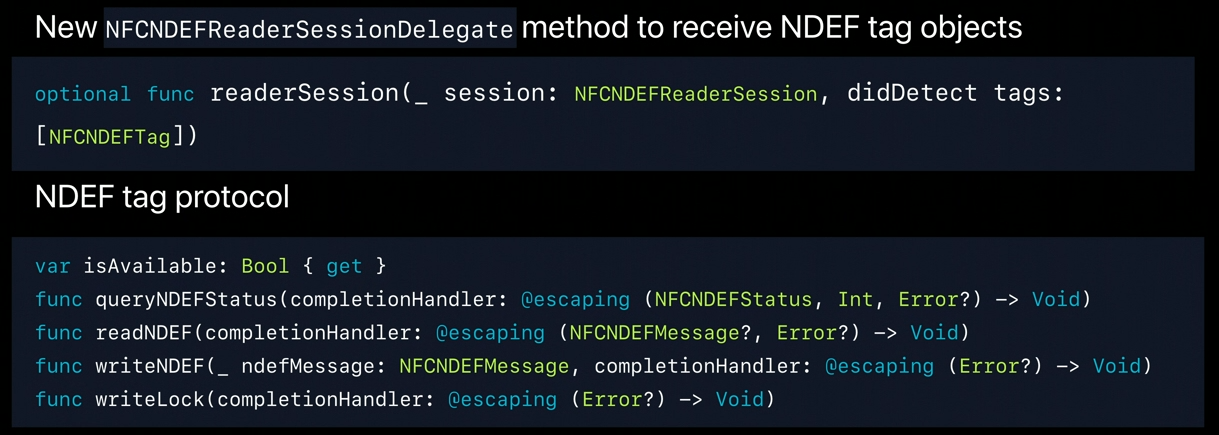 New NFCNDEFReaderSessionDelegate method to receive NDEF tag objects
optional func readerSession(_ session: NFCNDEFReaderSession, didDetect tags:
[NFCNDEFTag])
NDEF tag protocol
var isAvailable: Bool { get }
func queryNDEFStatus(completionHandler: @escaping (NFCNDEFStatus, Int, Error?) —> Void)
func readNDEF(completionHandler: @escaping (NFCNDEFMessage?, Error?) —> Void)
func writeNDEF(_ ndefMessage: NFCNDEFMessage, completionHandler: @escaping (Error?) —> Void)
func writeLock(completionHandler: @escaping (Error?) —> Void)